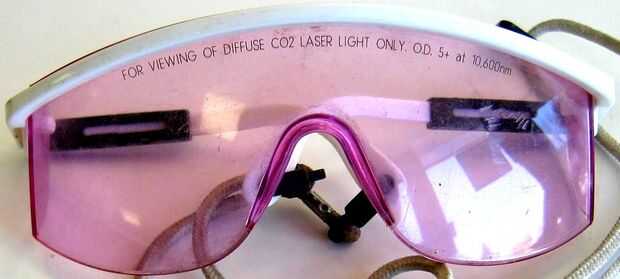 FOR VIEWING OF DIFFUSE CO2 LASER LIGHT ONLY. O.D. 5+ at 10,600nm